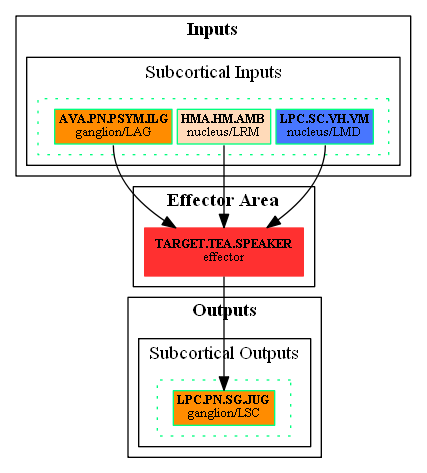 Inputs
Subcortical Inputs
AVA.PN.PSYM.ILG
ganglion/LAG
HMA.HM.AMB
nucleus/LRM
LPC.SC.VH.VM
nucleus/LMD
Effector Area
TARGET.TEA.SPEAKER
effector
Outputs
Subcortical Outputs
LPC.PN.SG.JUG
ganglion/LSC